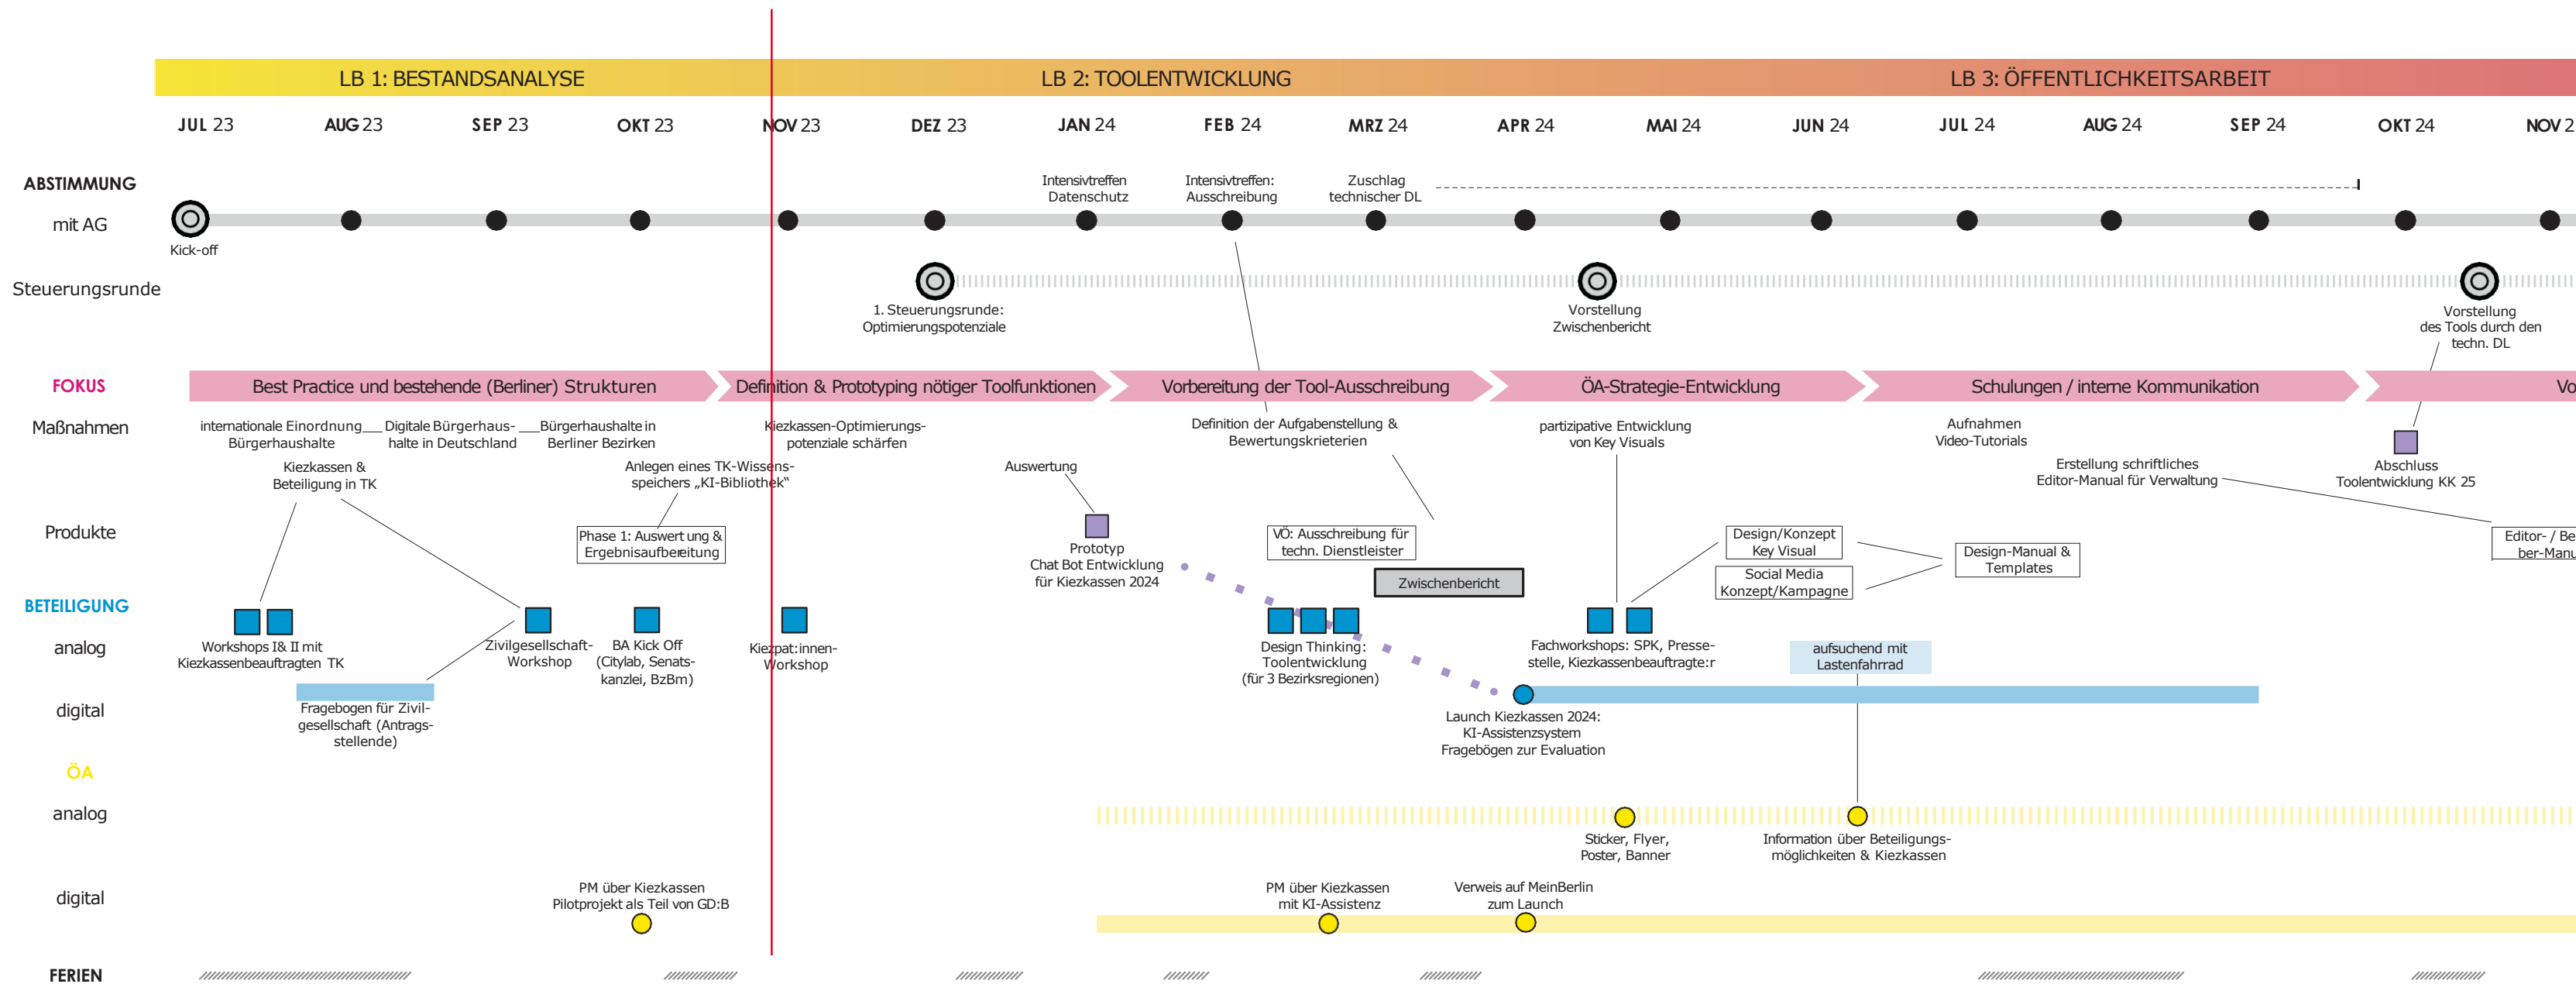 LB 1: BESTANDSANALYSE
LB 2: TOOLENTWICKLUNG
LB 3: ÖFFENTLICHKEITSARBEIT
JUL 23
AUG 23
SEP 23
OKT 23
NOV 23
DEZ 23
JAN 24
FEB 24
MRZ 24
APR 24
MAI 24
JUN 24
JUL 24
AUG 24
SEP 24
OKT 24
NOV 2
ABSTIMMUNG
mit AG
Kick-off
Intensivtreffen
Datenschutz
Intensivtreffen:
Ausschreibung
Zuschlag
technischer DL
Steuerungsrunde
1. Steuerungsrunde:
Optimierungspotenziale
Vorstellung
Zwischenbericht
Vorstellung
des Tools durch den
techn. DL
FOKUS
Best Practice und bestehende (Berliner) Strukturen
Definition & Prototyping nötiger Toolfunktionen
Vorbereitung der Tool-Ausschreibung
ÖA-Strategie-Entwicklung
Schulungen / interne Kommunikation
Vo
Maßnahmen
internationale Einordnung
Bürgerhaushalte
Digitale Bürgerhaus-
halte in Deutschland
Bürgerhaushalte in
Berliner Bezirken
Kiezkassen &
Beteiligung in TK
Anlegen eines TK-Wissens-
speichers „KI-Bibliothek“
Kiezkassen-Optimierungs-
potenziale schärfen
Auswertung
Definition der Aufgabenstellung &
Bewertungskrieterien
partizipative Entwicklung
von Key Visuals
Aufnahmen
Video-Tutorials
Erstellung schriftliches
Editor-Manual für Verwaltung
Abschluss
Toolentwicklung KK 25
Produkte
Phase 1: Auswertung &
Ergebnisaufbereitung
Prototyp
Chat Bot Entwicklung
für Kiezkassen 2024
VÖ: Ausschreibung für
techn. Dienstleister
Zwischenbericht
Design/Konzept
Key Visual
Social Media
Konzept/Kampagne
Design-Manual &
Templates
Editor- / Be
ber-Manu
BETEILIGUNG
analog
Workshops I& II mit
Kiezkassenbeauftragten TK
Zivilgesellschaft-
Workshop
BA Kick Off
(Citylab, Senats-
kanzlei, BzBm)
Kiezpat:innen-
Workshop
Design Thinking:
Toolentwicklung
(für 3 Bezirksregionen)
Fachworkshops: SPK, Presse-
stelle, Kiezkassenbeauftragte:r
aufsuchend mit
Lastenfahrrad
digital
Fragebogen für Zivil-
gesellschaft (Antrags-
stellende)
Launch Kiezkassen 2024:
KI-Assistenzsystem
Fragebögen zur Evaluation
ÖA
analog
Sticker, Flyer,
Poster, Banner
Information über Beteiligungs-
möglichkeiten & Kiezkassen
digital
PM über Kiezkassen
Pilotprojekt als Teil von GD:B
PM über Kiezkassen
mit KI-Assistenz
Verweis auf MeinBerlin
zum Launch
FERIEN